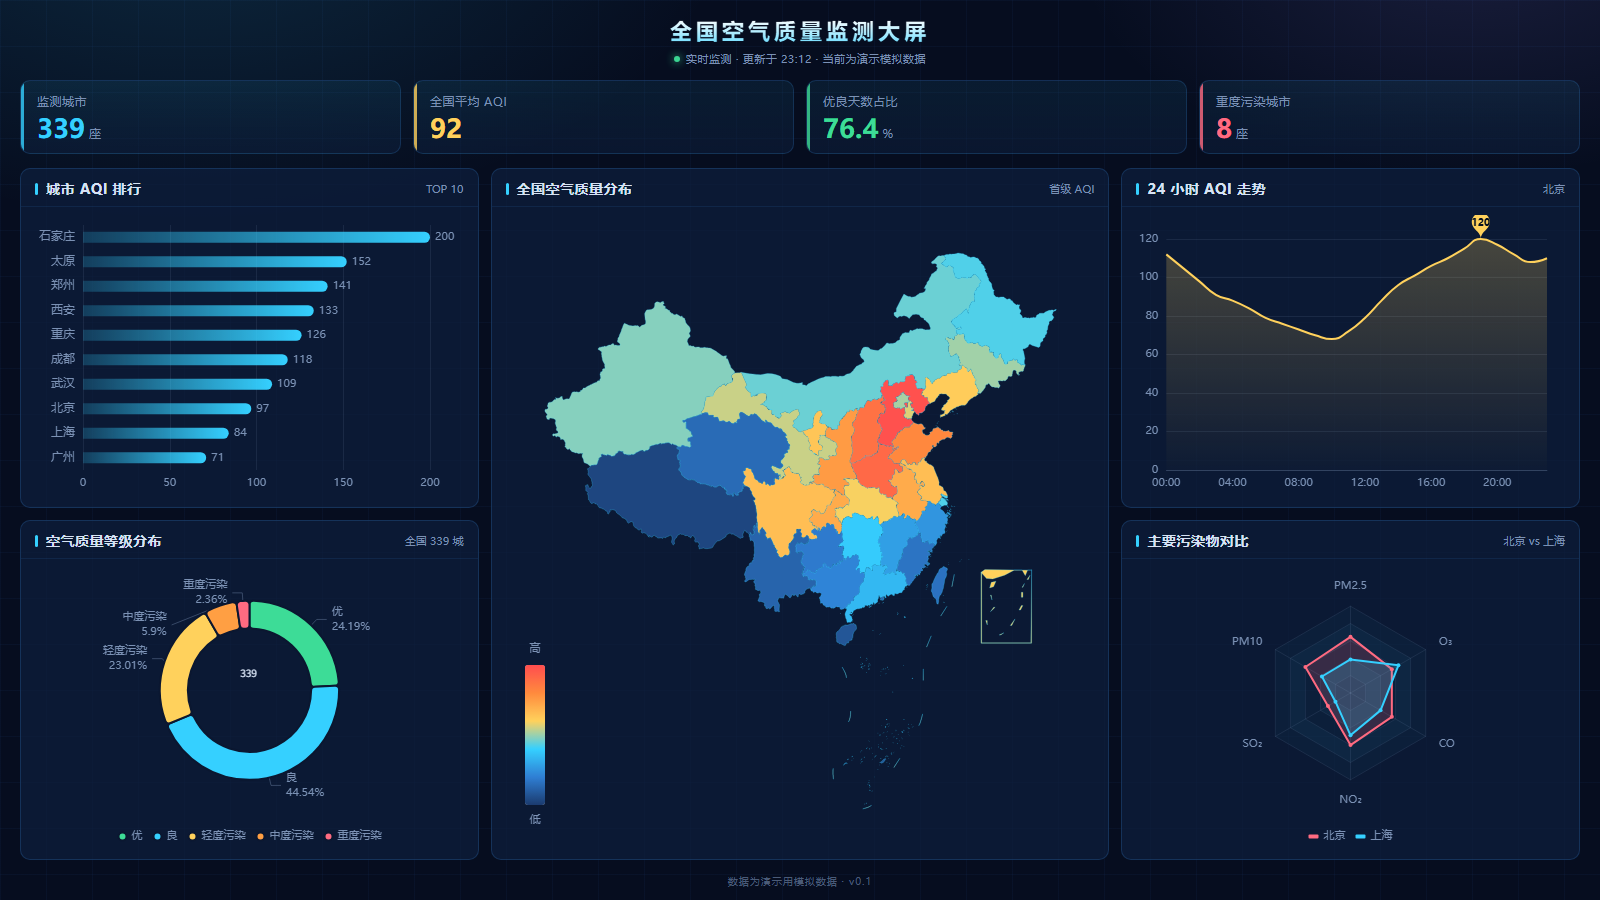 全国空气质量监测大屏
实时监测 · 更新于 23:12 · 当前为演示模拟数据
监测城市
339 座
全国平均 AQI
92
优良天数占比
76.4 %
重度污染城市
8 座
城市 AQI 排行
TOP 10
石家庄 200
太原 152
郑州 141
西安 133
重庆 126
成都 118
武汉 109
北京 97
上海 84
广州 71
0 50 100 150 200
空气质量等级分布
全国 339 城
重度污染
2.36%
中度污染
5.9%
轻度污染
23.01%
优
24.19%
339
良
44.54%
优 良 轻度污染 中度污染 重度污染
全国空气质量分布
省级 AQI
高
低
24 小时 AQI 走势
北京
120
120
100
80
60
40
20
0
00:00 04:00 08:00 12:00 16:00 20:00
主要污染物对比
北京 vs 上海
PM2.5
PM10
O₃
SO₂
CO
NO₂
北京 上海
数据为演示用模拟数据 · v0.1